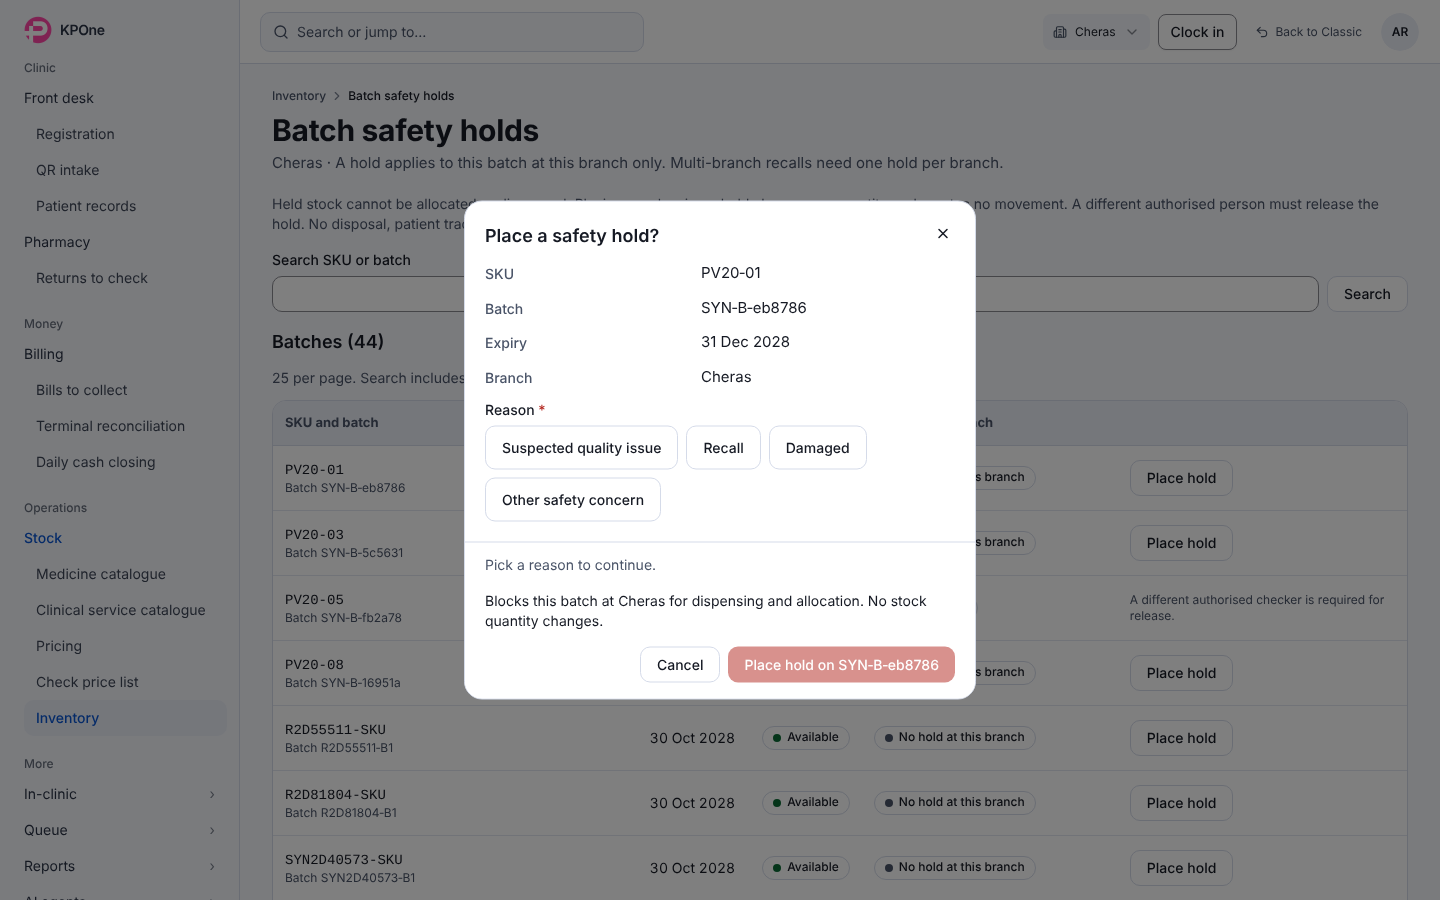 KPOne
Search or jump to...
Cheras
Clock in
Back to Classic
AR
Clinic
Front desk
Registration
QR intake
Patient records
Pharmacy
Returns to check
Money
Billing
Bills to collect
Terminal reconciliation
Daily cash closing
Operations
Stock
Medicine catalogue
Clinical service catalogue
Pricing
Check price list
Inventory
More
In-clinic
Queue
Reports
Inventory > Batch safety holds
Batch safety holds
Cheras · A hold applies to this batch at this branch only. Multi-branch recalls need one hold per branch.
Held stock cannot be allocated
no movement. A different authorised person must release the
hold. No disposal, patient
Search SKU or batch
Search
Batches (44)
25 per page. Search includes
SKU and batch
PV20-01
Batch SYN-B-eb8786
s branch
Place hold
PV20-03
Batch SYN-B-5c5631
s branch
Place hold
PV20-05
Batch SYN-B-fb2a78
A different authorised checker is required for
release.
PV20-08
Batch SYN-B-16951a
s branch
Place hold
R2D55511-SKU
Batch R2D55511-B1
30 Oct 2028
Available
No hold at this branch
Place hold
R2D81804-SKU
Batch R2D81804-B1
30 Oct 2028
Available
No hold at this branch
Place hold
SYN2D40573-SKU
Batch SYN2D40573-B1
30 Oct 2028
Available
No hold at this branch
Place hold
Place a safety hold?
SKU PV20-01
Batch SYN-B-eb8786
Expiry 31 Dec 2028
Branch Cheras
Reason *
Suspected quality issue
Recall
Damaged
Other safety concern
Pick a reason to continue.
Blocks this batch at Cheras for dispensing and allocation. No stock
quantity changes.
Cancel
Place hold on SYN-B-eb8786